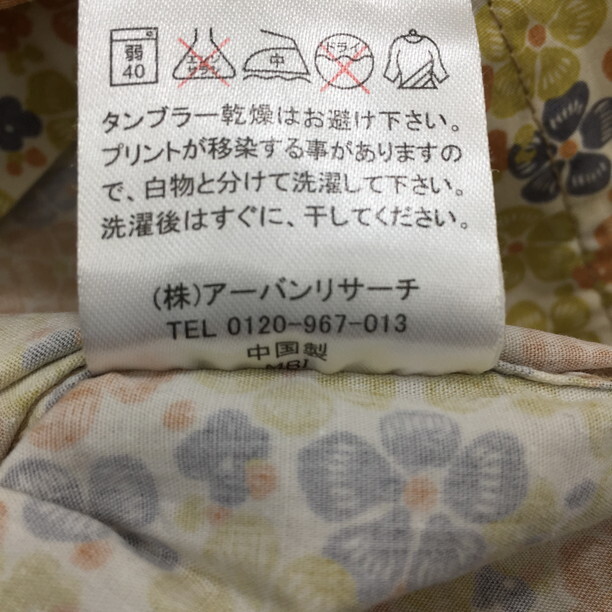 弱 40
エンソ サラシ
中
ドライ
タンブラー乾燥はお避け下さい。
プリントが移染する事がありますの
で、白物と分けて洗濯して下さい。
洗濯後はすぐに、干してください。
(株)アーバンリサーチ
TEL 0120-967-013
中国製
MBI